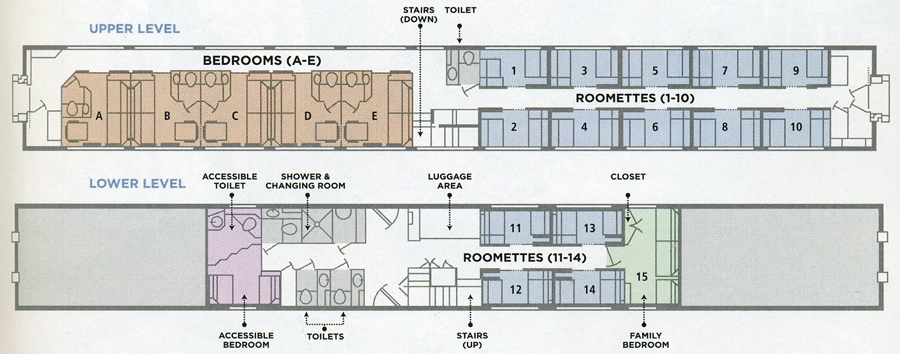 UPPER LEVEL
STAIRS
(DOWN)
TOILET
BEDROOMS (A-E)
A
B
C
D
E
1
3
5
7
9
ROOMETTES (1-10)
2
4
6
8
10
LOWER LEVEL
ACCESSIBLE
TOILET
SHOWER &
CHANGING ROOM
LUGGAGE
AREA
CLOSET
11
13
ROOMETTES (11-14)
12
14
15
ACCESSIBLE
BEDROOM
TOILETS
STAIRS
(UP)
FAMILY
BEDROOM